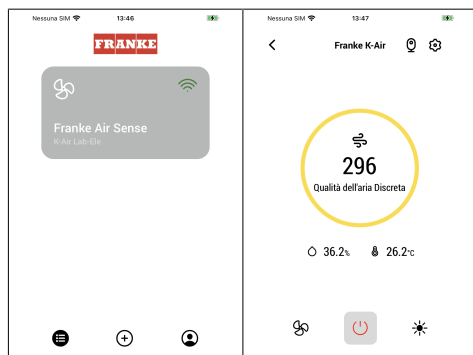 Nessuna SIM 13:46
FRANKE
Franke Air Sense
K-Air Lab-Ele
Nessuna SIM 13:47
Franke K-Air
296
Qualità dell'aria Discreta
36.2% 26.2°C